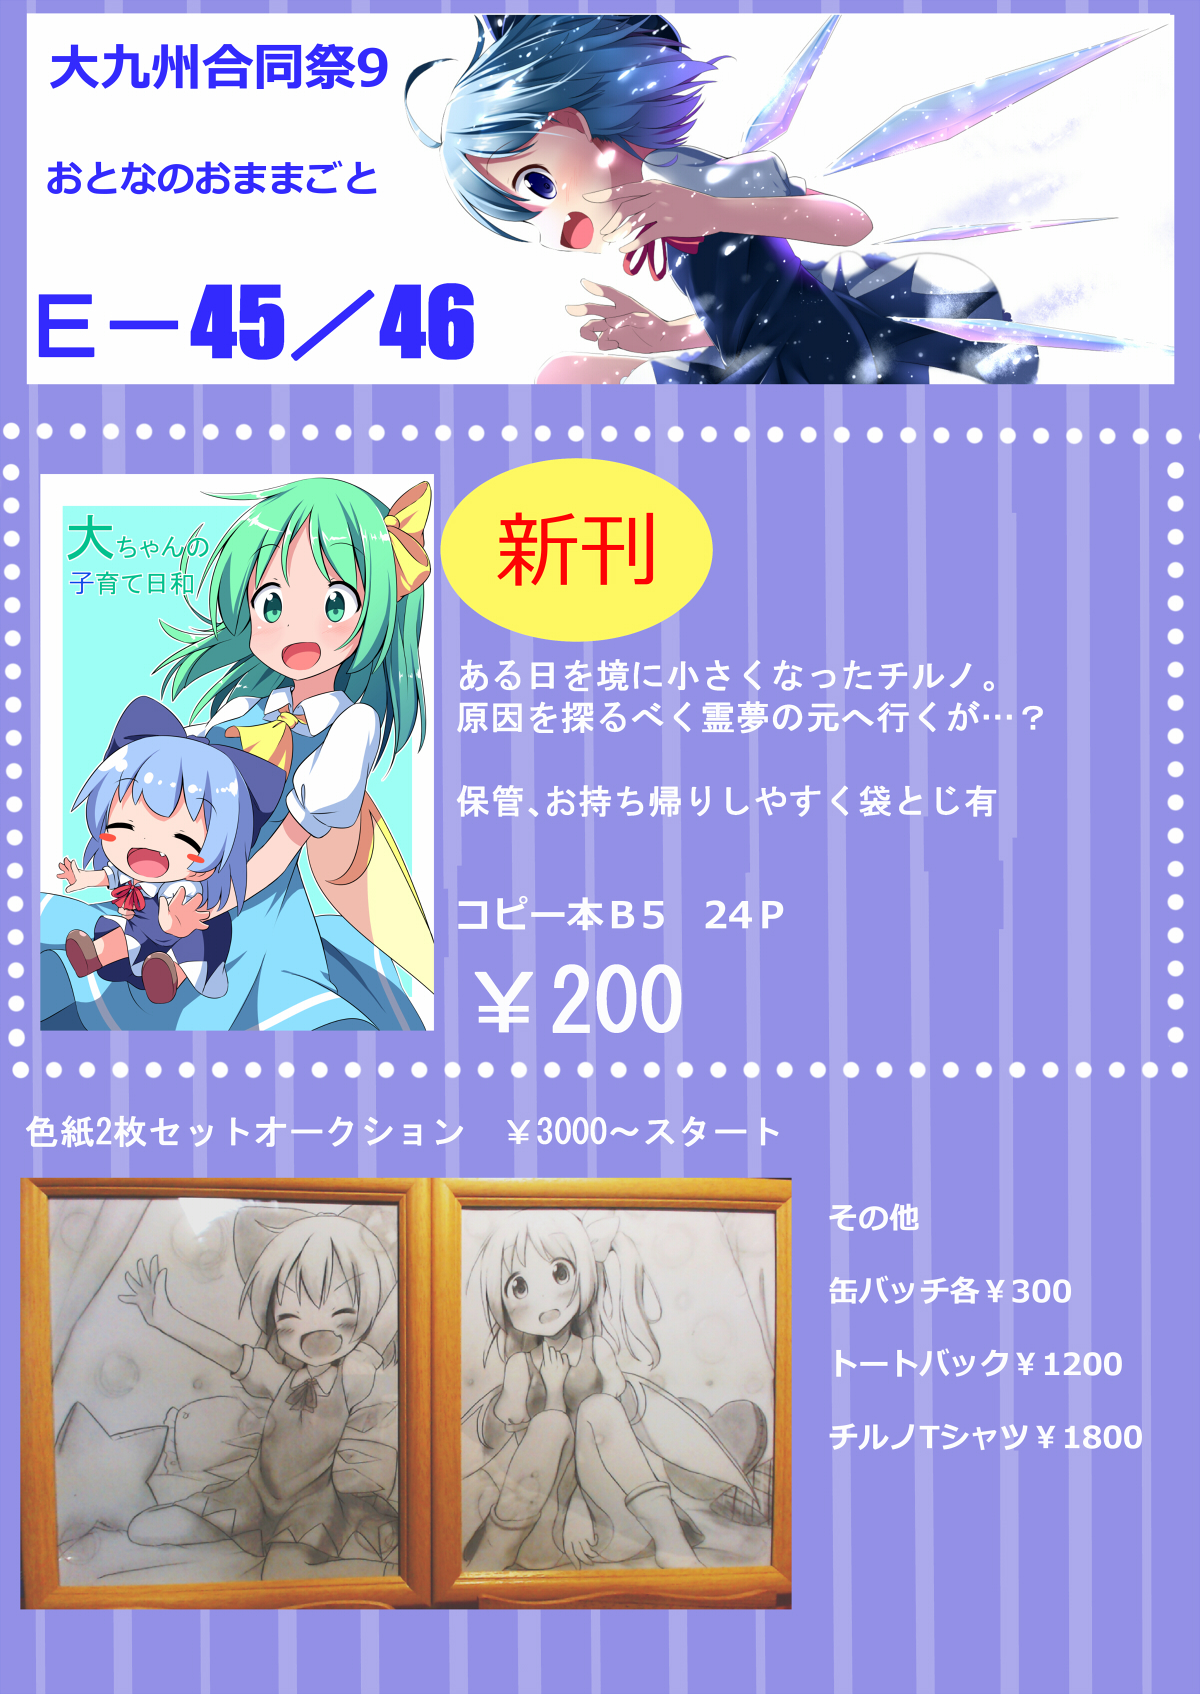 大九州合同祭9
おとなのおままごと
E－45／46
大ちゃんの
子育て日和
新刊
ある日を境に小さくなったチルノ。
原因を探るべく霊夢の元へ行くが…？
保管、お持ち帰りしやすく袋とじ有
コピー本B5　24P
￥200
色紙2枚セットオークション　￥3000～スタート
その他
缶バッチ各￥300
トートバック￥1200
チルノTシャツ￥1800